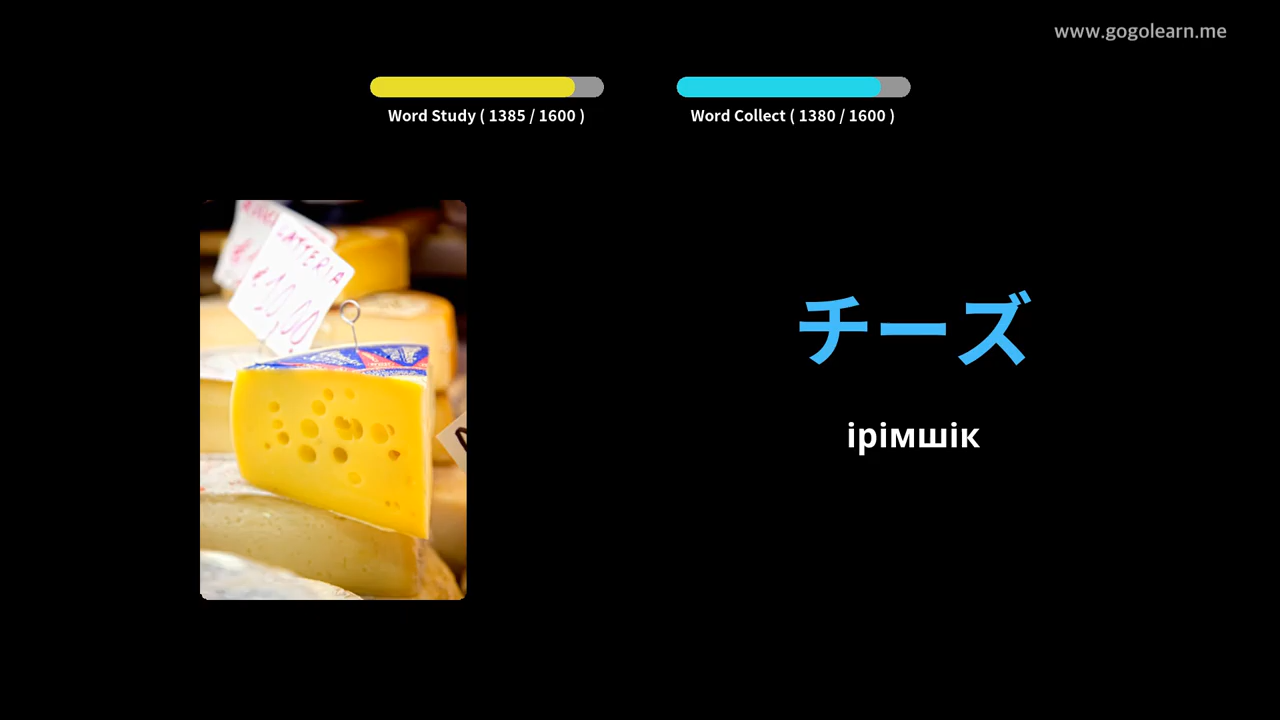 www.gogolearn.me
Word Study ( 1385 / 1600 )
Word Collect ( 1380 / 1600 )
LATTERIA
チーズ
ірімшік